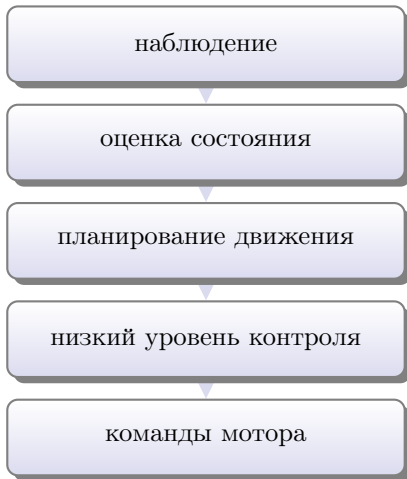 наблюдение
оценка состояния
планирование движения
низкий уровень контроля
команды мотора